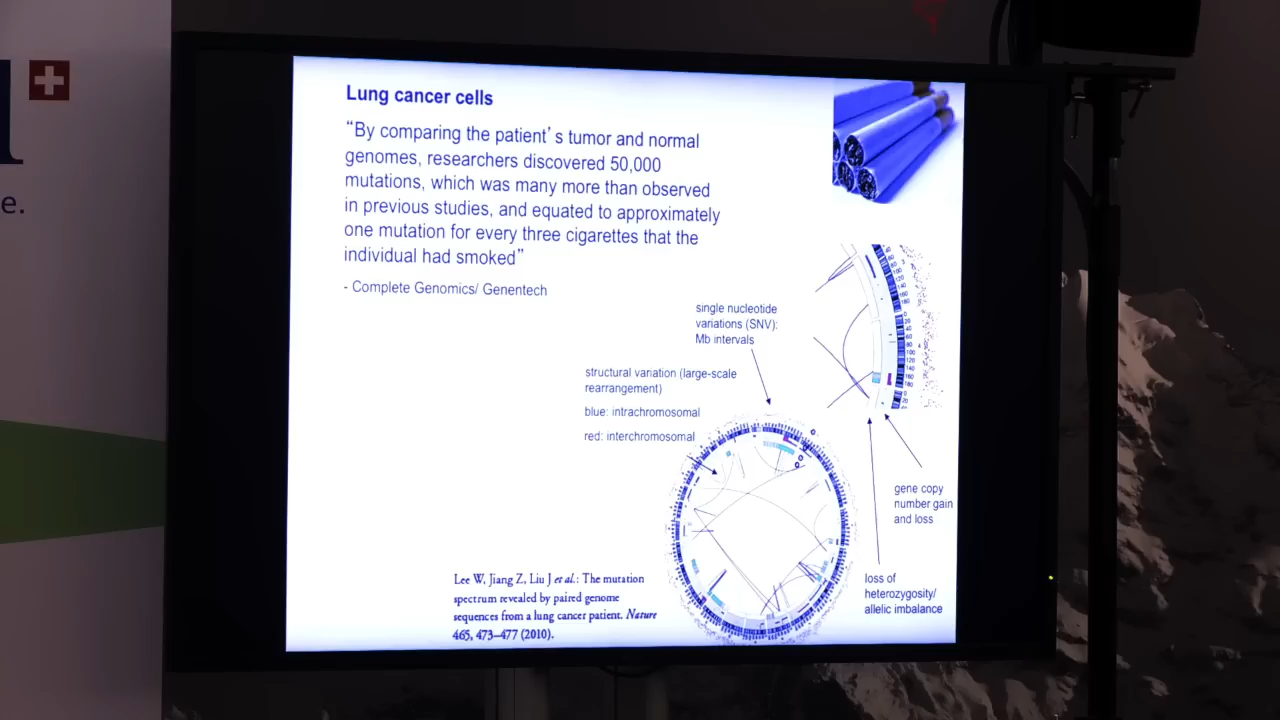 e.
Lung cancer cells
“By comparing the patient’s tumor and normal
genomes, researchers discovered 50,000
mutations, which was many more than observed
in previous studies, and equated to approximately
one mutation for every three cigarettes that the
individual had smoked”
- Complete Genomics/ Genentech
single nucleotide
variations (SNV):
Mb intervals
structural variation (large-scale
rearrangement)
blue: intrachromosomal
red: interchromosomal
gene copy
number gain
and loss
loss of
heterozygosity/
allelic imbalance
Lee W, Jiang Z, Liu J et al.: The mutation
spectrum revealed by paired genome
sequences from a lung cancer patient. Nature
465, 473–477 (2010).